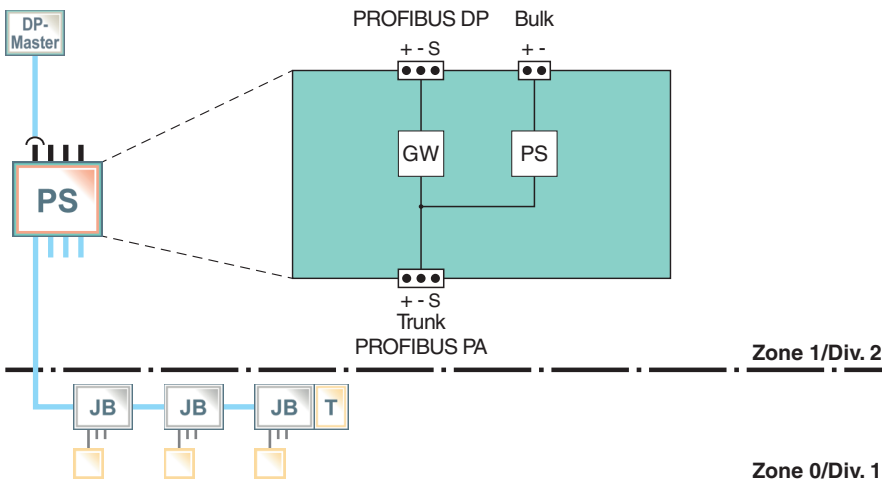 DP-
Master
PROFIBUS DP
Bulk
+ - S
+ -
GW
PS
PS
+ - S
Trunk
PROFIBUS PA
Zone 1/Div. 2
JB
JB
JB
T
Zone 0/Div. 1